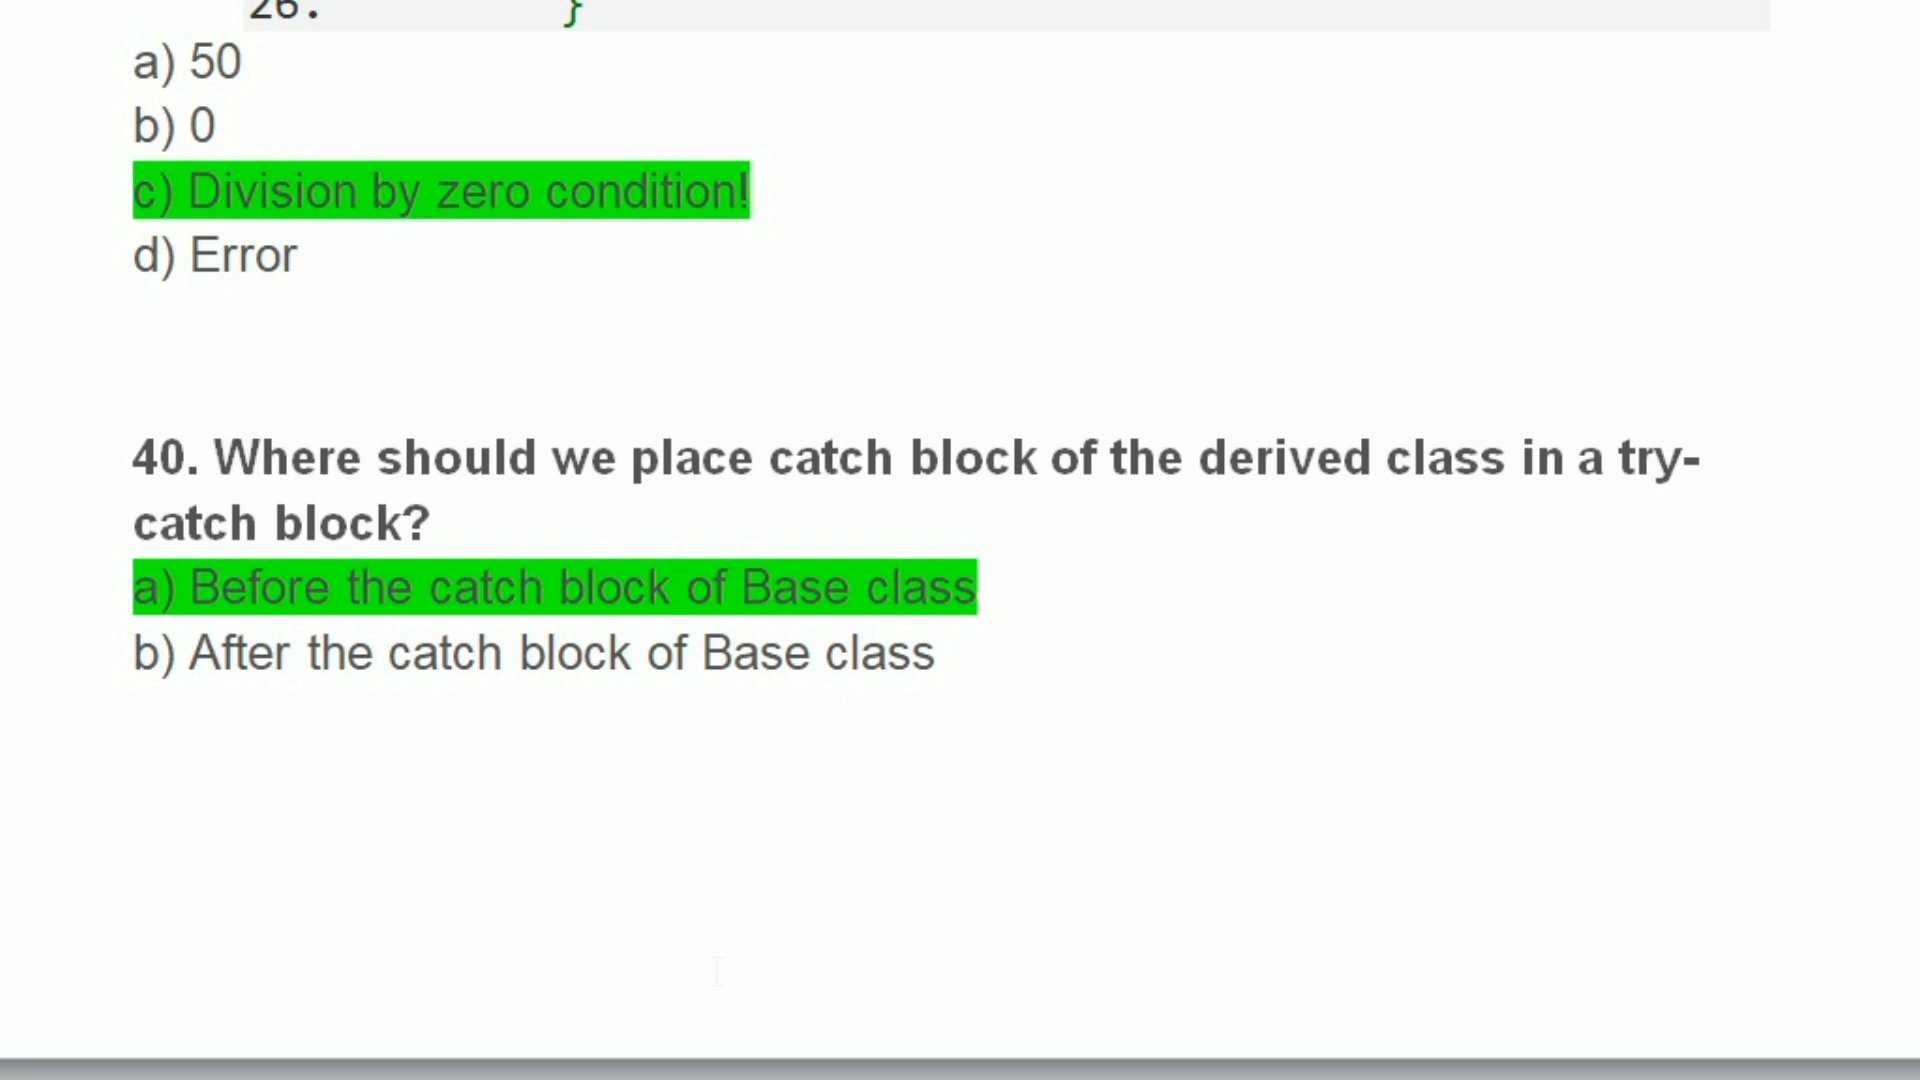 26. }
a) 50
b) 0
c) Division by zero condition!
d) Error
40. Where should we place catch block of the derived class in a try-
catch block?
a) Before the catch block of Base class
b) After the catch block of Base class